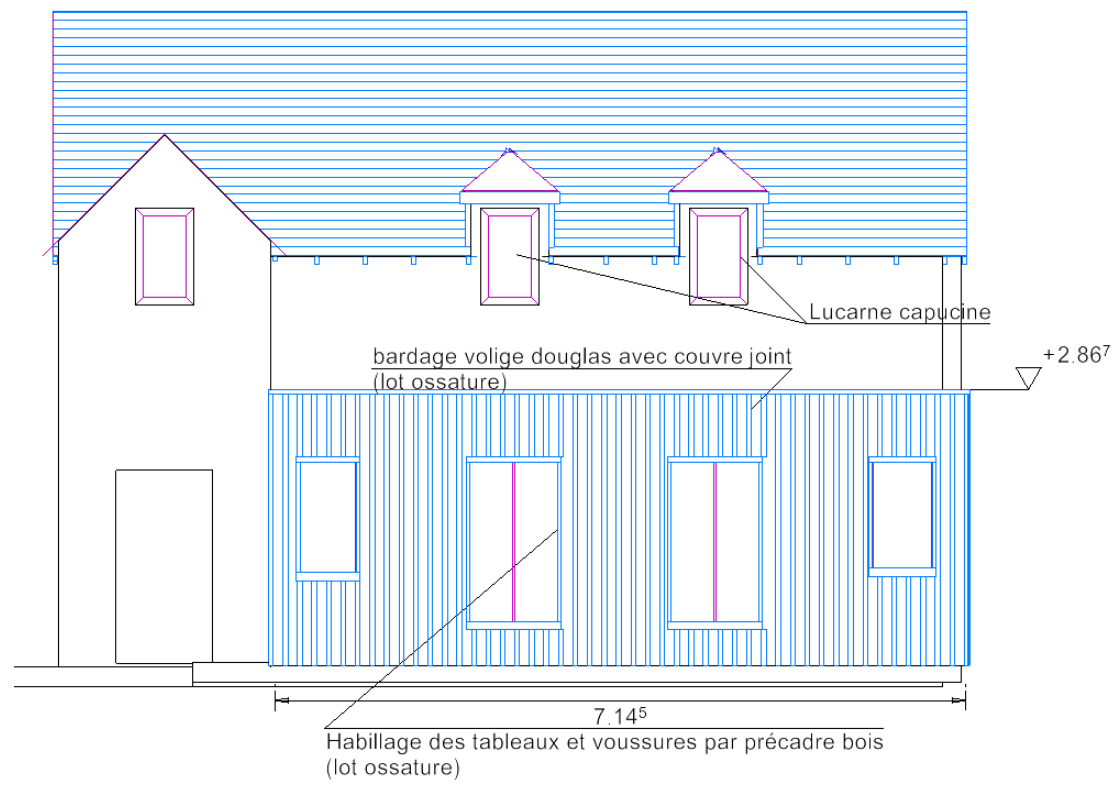 Lucarne capucine
bardage volige douglas avec couvre joint
(lot ossature)
+2.86⁷
7.14⁵
Habillage des tableaux et voussures par précadre bois
(lot ossature)